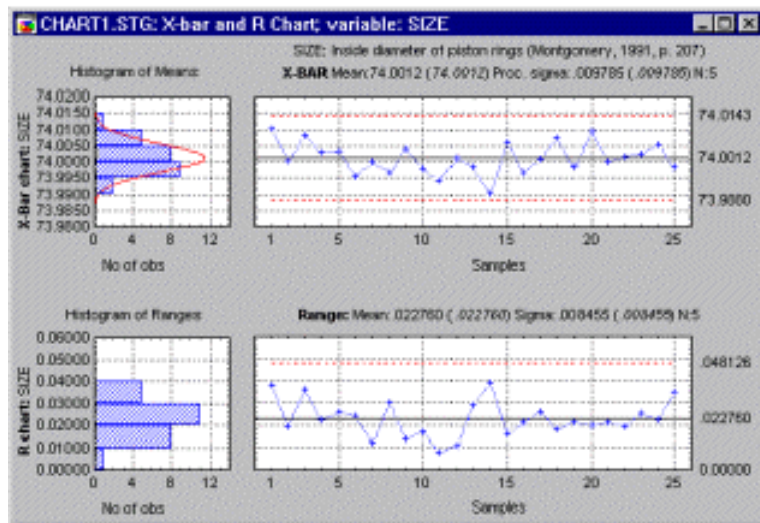 CHART1.STG: X-bar and R Chart; variable: SIZE
SIZE: Inside diameter of piston rings (Montgomery, 1991, p. 207)
Histogram of Means
X-BAR Mean:74.0012 (74.0012) Proc. sigma:.009785 (.009785) N:5
X-Bar chart: SIZE
74.0200
74.0150
74.0100
74.0050
74.0000
73.9950
73.9900
73.9850
73.9800
0 4 8 12
No of obs
74.0143
74.0012
73.9880
1 5 10 15 20 25
Samples
Histogram of Ranges
Range: Mean:.022760 (.022760) Sigma:.008455 (.008455) N:5
R chart: SIZE
0.06000
0.05000
0.04000
0.03000
0.02000
0.01000
0.00000
0 4 8 12
No of obs
.048126
.022760
0.00000
1 5 10 15 20 25
Samples